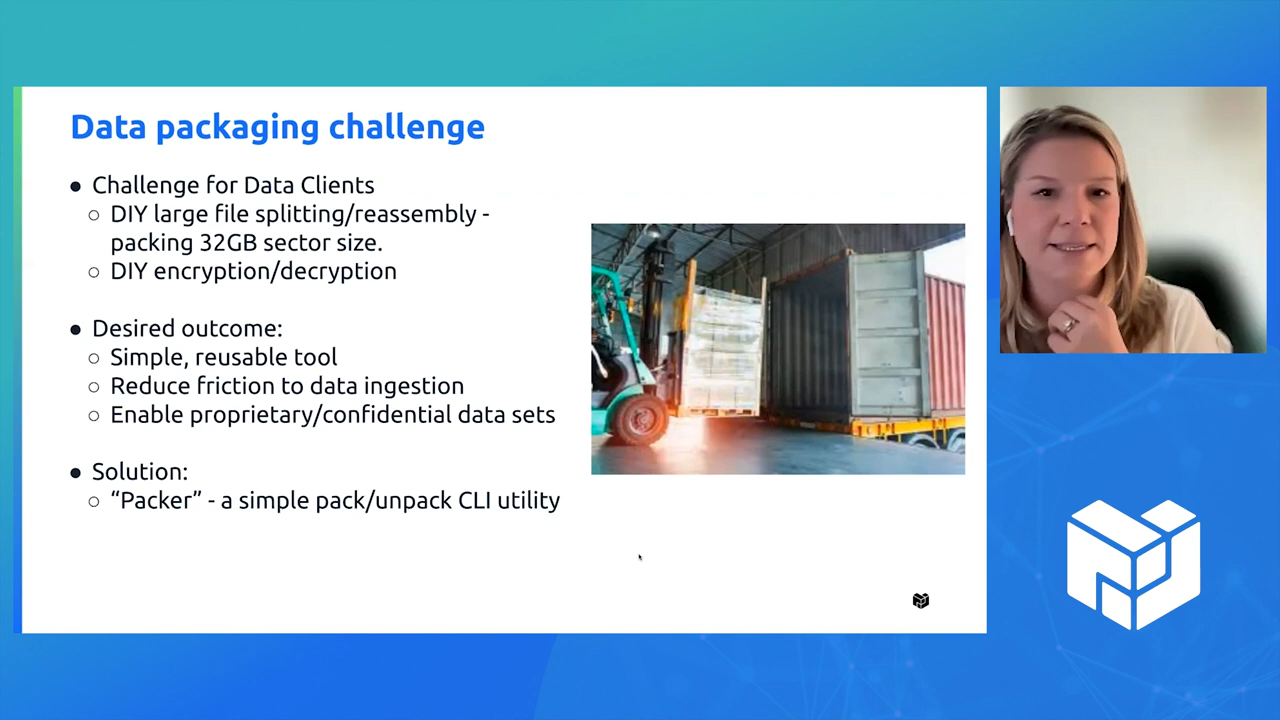 Data packaging challenge
● Challenge for Data Clients
○ DIY large file splitting/reassembly -
packing 32GB sector size.
○ DIY encryption/decryption
● Desired outcome:
○ Simple, reusable tool
○ Reduce friction to data ingestion
○ Enable proprietary/confidential data sets
● Solution:
○ “Packer” - a simple pack/unpack CLI utility